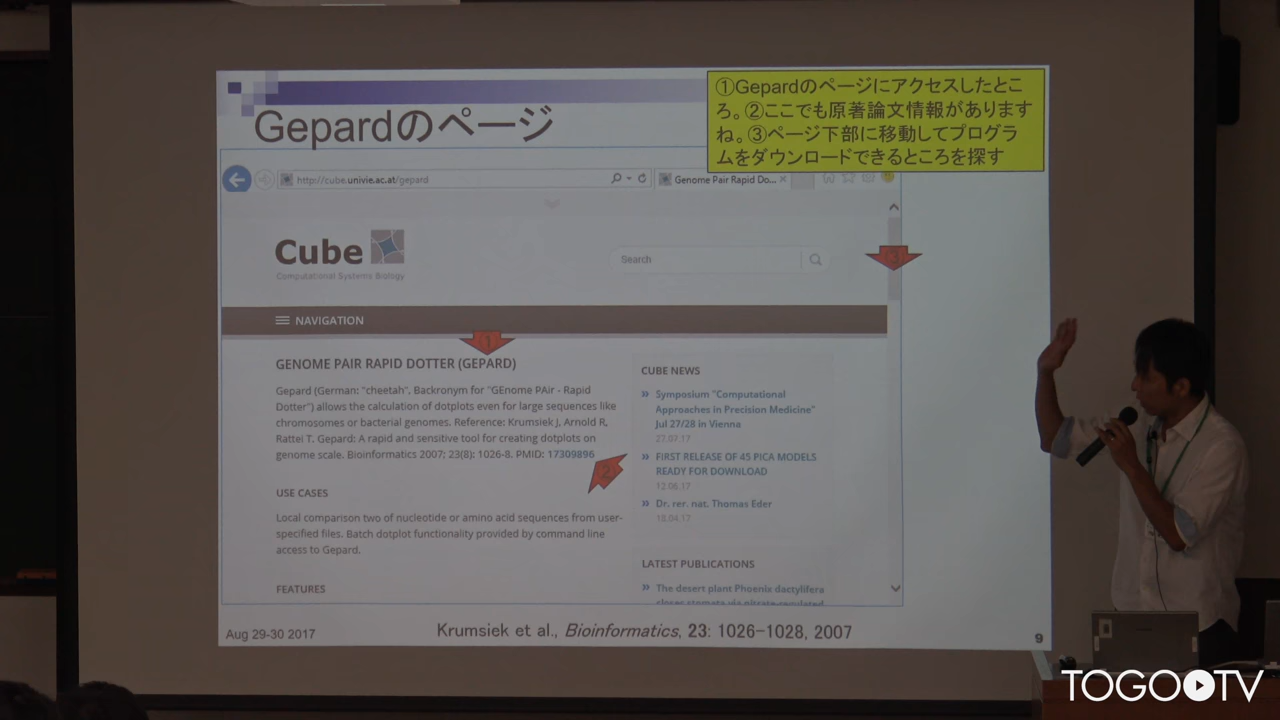 Gepardのページ
①Gepardのページにアクセスしたとこ
ろ。②ここでも原著論文情報があります
ね。③ページ下部に移動してプログラ
ムをダウンロードできるところを探す
http://cube.univie.ac.at/gepard
Genome Pair Rapid Do...
Cube
Computational Systems Biology
Search
③
NAVIGATION
①
GENOME PAIR RAPID DOTTER (GEPARD)
Gepard (German: "cheetah", Backronym for "GEnome PAir - Rapid
Dotter") allows the calculation of dotplots even for large sequences like
chromosomes or bacterial genomes. Reference: Krumsiek J, Arnold R,
Rattei T. Gepard: A rapid and sensitive tool for creating dotplots on
genome scale. Bioinformatics 2007; 23(8): 1026-8. PMID: 17309896
②
USE CASES
Local comparison two of nucleotide or amino acid sequences from user-
specified files. Batch dotplot functionality provided by command line
access to Gepard.
FEATURES
CUBE NEWS
» Symposium "Computational
Approaches in Precision Medicine"
Jul 27/28 in Vienna
27.07.17
» FIRST RELEASE OF 45 PICA MODELS
READY FOR DOWNLOAD
12.06.17
» Dr. rer. nat. Thomas Eder
18.04.17
LATEST PUBLICATIONS
» The desert plant Phoenix dactylifera
closes stomata via nitrate-regulated
Aug 29-30 2017
Krumsiek et al., Bioinformatics, 23: 1026-1028, 2007
9
TOGO TV